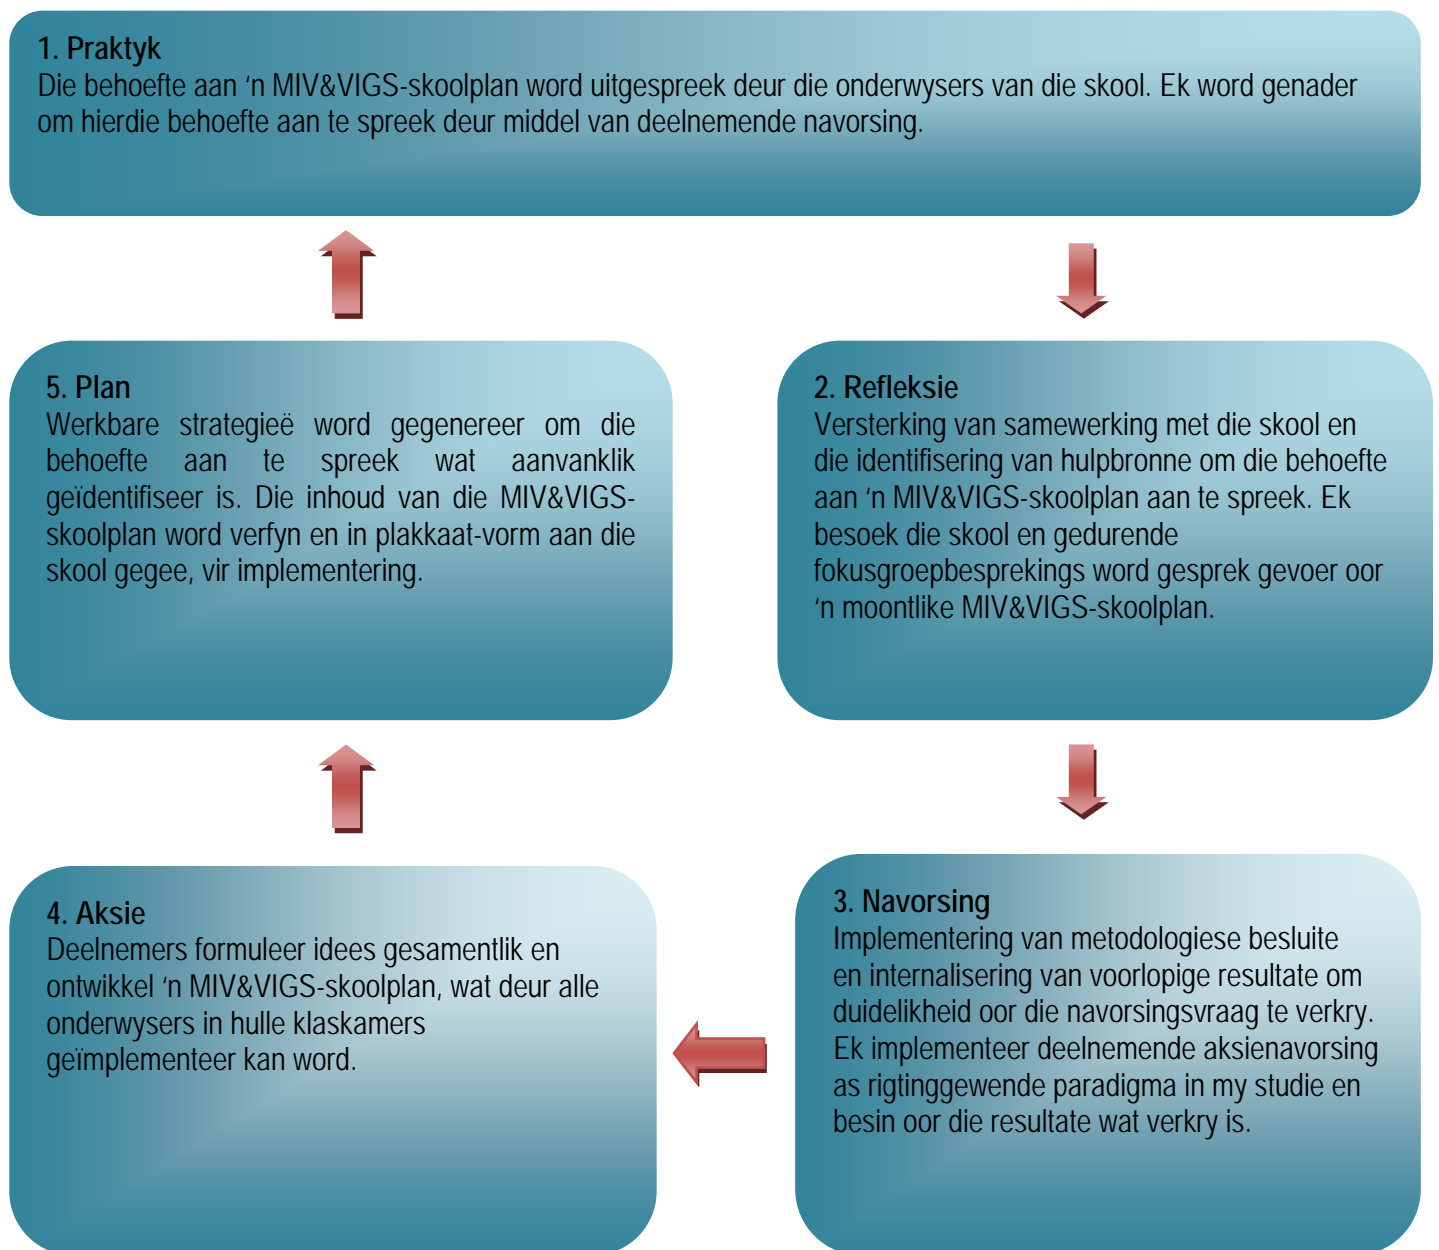 1. Praktyk
Die behoefte aan ‘n MIV&VIGS-skoolplan word uitgespreek deur die onderwysers van die skool. Ek word genader
om hierdie behoefte aan te spreek deur middel van deelnemende navorsing.
2. Refleksie
Versterking van samewerking met die skool en
die identifisering van hulpbronne om die behoefte
aan ‘n MIV&VIGS-skoolplan aan te spreek. Ek
besoek die skool en gedurende
fokusgroepbesprekings word gesprek gevoer oor
‘n moontlike MIV&VIGS-skoolplan.
3. Navorsing
Implementering van metodologiese besluite
en internalisering van voorlopige resultate om
duidelikheid oor die navorsingsvraag te verkry.
Ek implementeer deelnemende aksienavorsing
as rigtinggewende paradigma in my studie en
besin oor die resultate wat verkry is.
4. Aksie
Deelnemers formuleer idees gesamentlik en
ontwikkel ‘n MIV&VIGS-skoolplan, wat deur alle
onderwysers in hulle klaskamers
geïmplementeer kan word.
5. Plan
Werkbare strategieë word gegenereer om die
behoefte aan te spreek wat aanvanklik
geïdentifiseer is. Die inhoud van die MIV&VIGS-
skoolplan word verfyn en in plakkaat-vorm aan die
skool gegee, vir implementering.